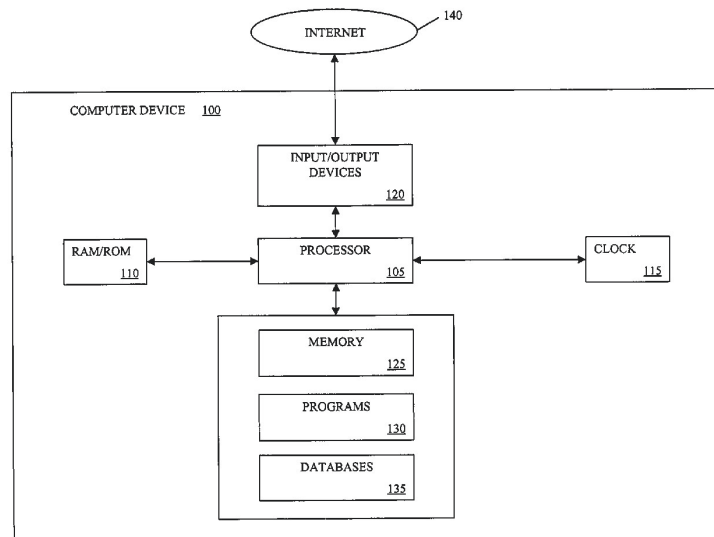 INTERNET
140
COMPUTER DEVICE 100
INPUT/OUTPUT
DEVICES
120
RAM/ROM
110
PROCESSOR
105
CLOCK
115
MEMORY
125
PROGRAMS
130
DATABASES
135